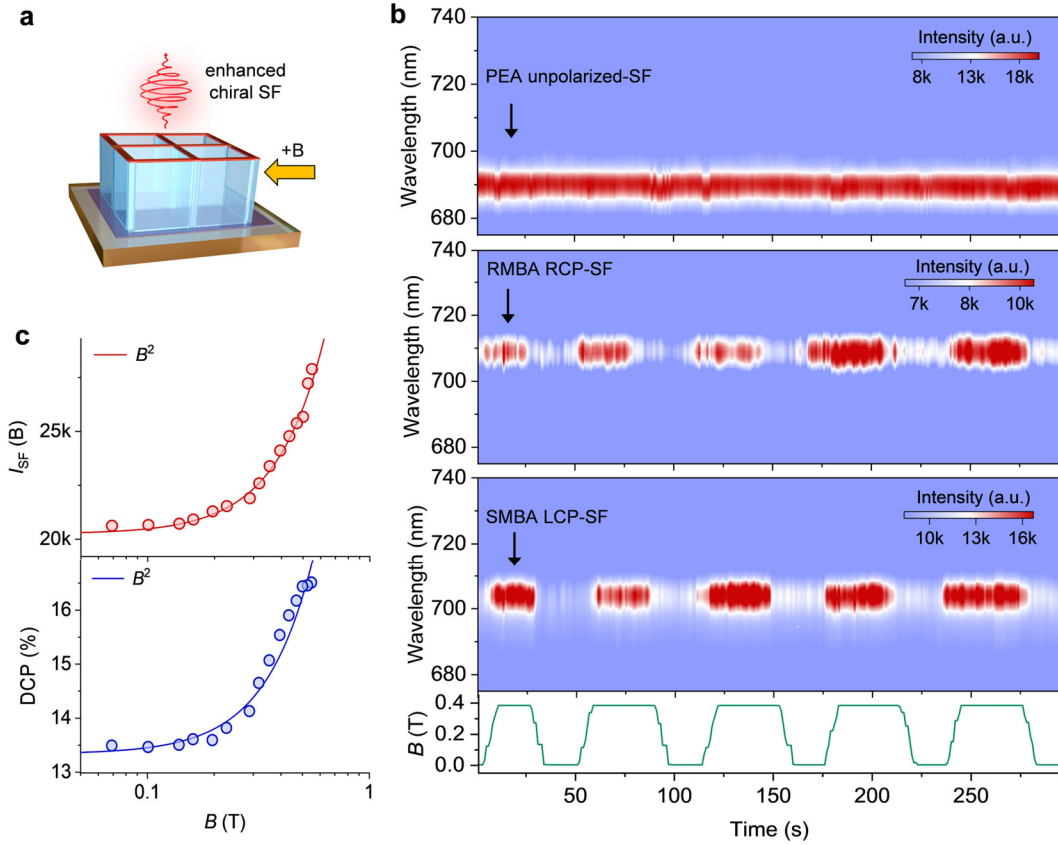 a
enhanced
chiral SF
+B
b
740
720
700
680
Wavelength (nm)
PEA unpolarized-SF
Intensity (a.u.)
8k 13k 18k
740
720
700
675
Wavelength (nm)
RMBA RCP-SF
Intensity (a.u.)
7k 8k 10k
740
720
700
675
Wavelength (nm)
SMBA LCP-SF
Intensity (a.u.)
10k 13k 16k
0.4
0.2
0.0
B (T)
50 100 150 200 250
Time (s)
c
B²
25k
20k
I_SF (B)
B²
16
15
14
13
DCP (%)
0.1 1
B (T)